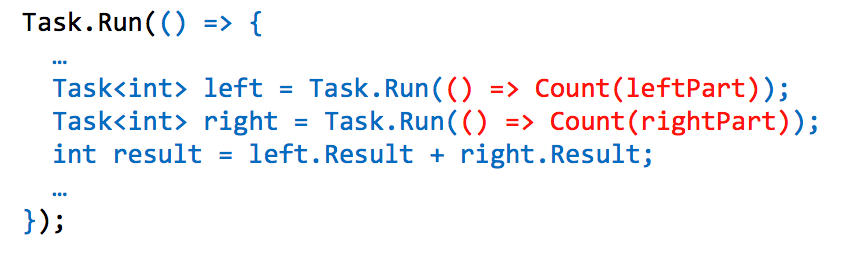 Task.Run(() => {
…
Task<int> left = Task.Run(() => Count(leftPart));
Task<int> right = Task.Run(() => Count(rightPart));
int result = left.Result + right.Result;
…
});